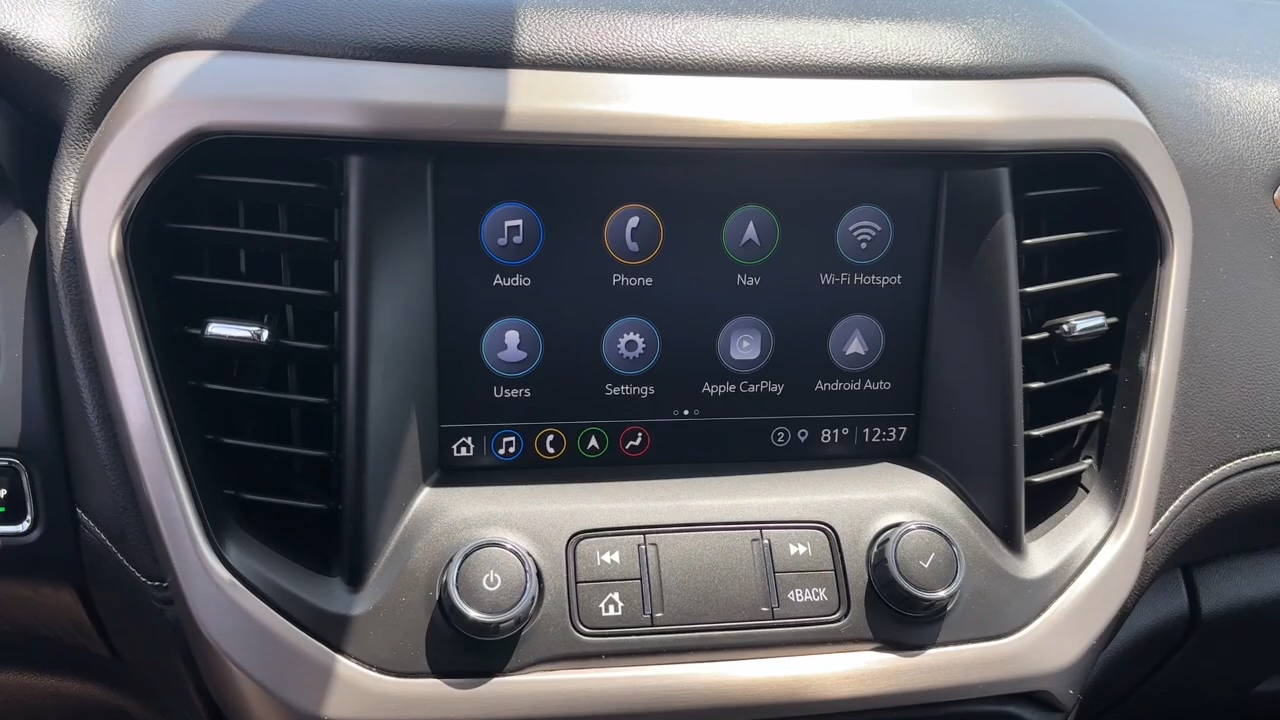 Audio Phone Nav Wi-Fi Hotspot
Users Settings Apple CarPlay Android Auto
2 81° 12:37
BACK